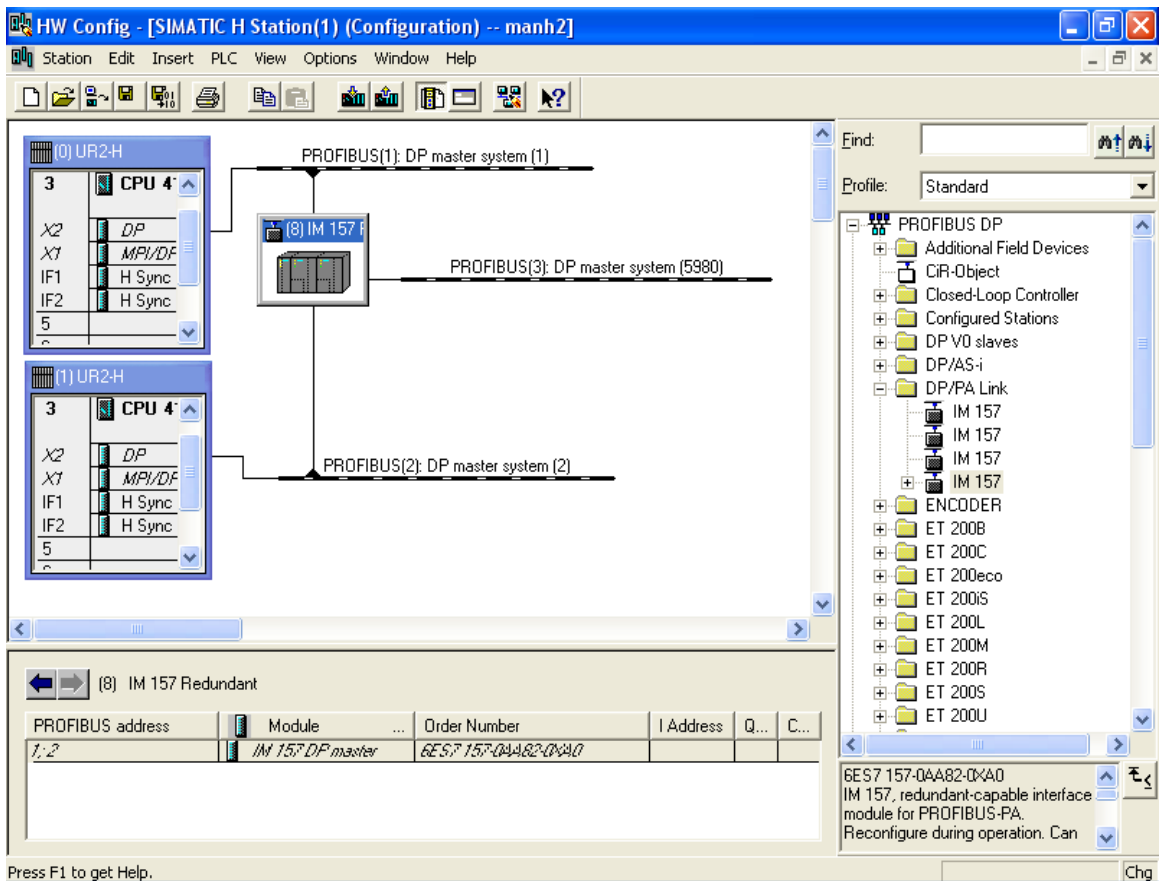 HW Config - [SIMATIC H Station(1) (Configuration) -- manh2]
Station Edit Insert PLC View Options Window Help
(0) UR2-H
3 CPU 4
X2 DP
X1 MPI/DP
IF1 H Sync
IF2 H Sync
5
PROFIBUS(1): DP master system (1)
(8) IM 157 R
PROFIBUS(3): DP master system (5980)
(1) UR2-H
3 CPU 4
X2 DP
X1 MPI/DP
IF1 H Sync
IF2 H Sync
5
PROFIBUS(2): DP master system (2)
(8) IM 157 Redundant
PROFIBUS address Module ... Order Number I Address Q... C...
1; 2 IM 157 DP master 6ES7 157-0AA82-0XA0
Find:
Profile: Standard
PROFIBUS DP
Additional Field Devices
CiR-Object
Closed-Loop Controller
Configured Stations
DP V0 slaves
DP/AS-i
DP/PA Link
IM 157
IM 157
IM 157
IM 157
ENCODER
ET 200B
ET 200C
ET 200eco
ET 200iS
ET 200L
ET 200M
ET 200R
ET 200S
ET 200U
6ES7 157-0AA82-0XA0
IM 157, redundant-capable interface
module for PROFIBUS-PA.
Reconfigure during operation. Can
Press F1 to get Help.
Chg